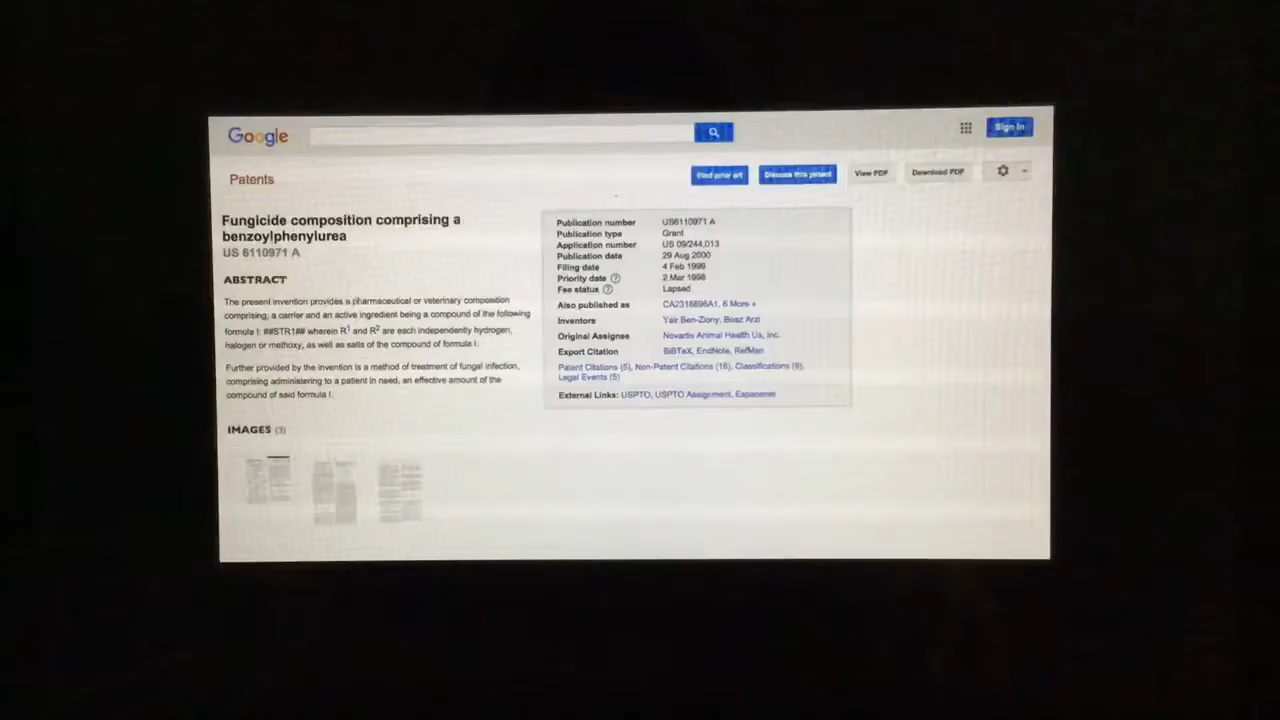 Google
Sign in
Patents
Find prior art
Discuss this patent
View PDF
Download PDF
Fungicide composition comprising a
benzoylphenylurea
US 6110971 A
ABSTRACT
The present invention provides a pharmaceutical or veterinary composition
comprising, a carrier and an active ingredient being a compound of the following
formula I: ##STR1## wherein R1 and R2 are each independently hydrogen,
halogen or methoxy, as well as salts of the compound of formula I.
Further provided by the invention is a method of treatment of fungal infection,
comprising administering to a patient in need, an effective amount of the
compound of said formula I.
IMAGES (3)
Publication number US6110971 A
Publication type Grant
Application number US 09/244,013
Publication date 29 Aug 2000
Filing date 4 Feb 1999
Priority date ? 2 Mar 1998
Fee status ? Lapsed
Also published as CA2318696A1, 6 More »
Inventors Yair Ben-Ziony, Boaz Arzi
Original Assignee Novartis Animal Health Us, Inc.
Export Citation BiBTeX, EndNote, RefMan
Patent Citations (5), Non-Patent Citations (16), Classifications (9),
Legal Events (5)
External Links: USPTO, USPTO Assignment, Espacenet